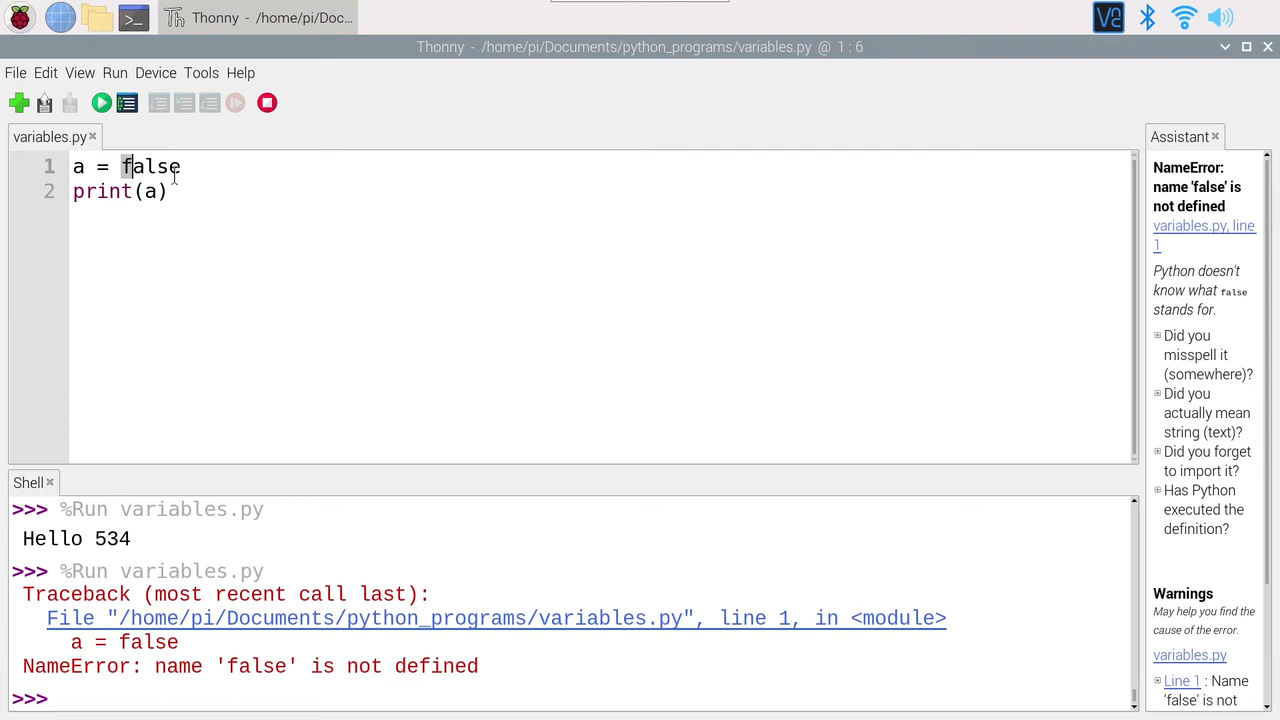 Thonny - /home/pi/Doc...
Thonny - /home/pi/Documents/python_programs/variables.py @ 1 : 6
File Edit View Run Device Tools Help
variables.py
1 a = false
2 print(a)
Shell
>>> %Run variables.py
Hello 534
>>> %Run variables.py
Traceback (most recent call last):
File "/home/pi/Documents/python_programs/variables.py", line 1, in <module>
a = false
NameError: name 'false' is not defined
>>>
Assistant
NameError:
name 'false' is
not defined
variables.py, line
1
Python doesn't
know what false
stands for.
Did you
misspell it
(somewhere)?
Did you
actually mean
string (text)?
Did you forget
to import it?
Has Python
executed the
definition?
Warnings
May help you find the
cause of the error.
variables.py
Line 1 : Name
'false' is not